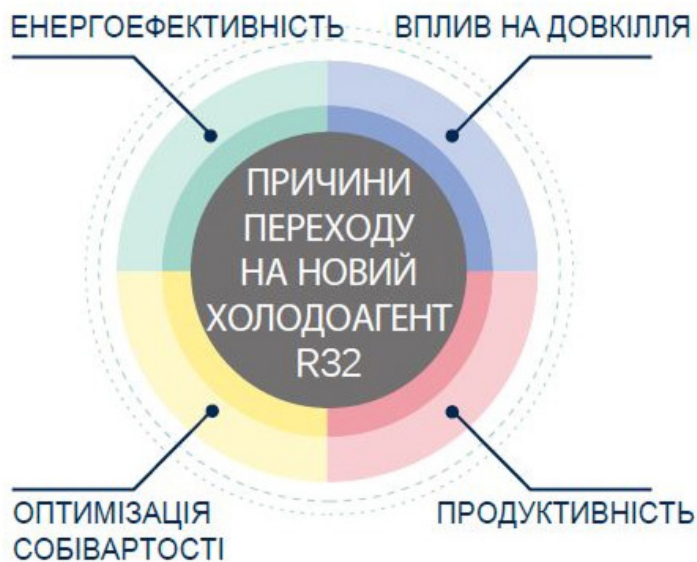 ЕНЕРГОЕФЕКТИВНІСТЬ
ВПЛИВ НА ДОВКІЛЛЯ
ПРИЧИНИ
ПЕРЕХОДУ
НА НОВИЙ
ХОЛОДОАГЕНТ
R32
ОПТИМІЗАЦІЯ
СОБІВАРТОСТІ
ПРОДУКТИВНІСТЬ